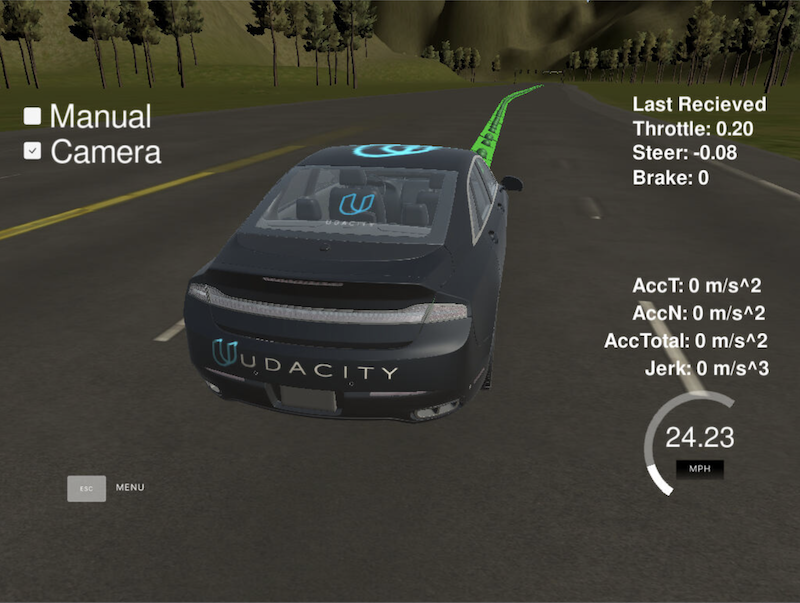 Manual
Camera
Last Recieved
Throttle: 0.20
Steer: -0.08
Brake: 0
UDACITY
UDACITY
AccT: 0 m/s^2
AccN: 0 m/s^2
AccTotal: 0 m/s^2
Jerk: 0 m/s^3
24.23
MPH
ESC
MENU